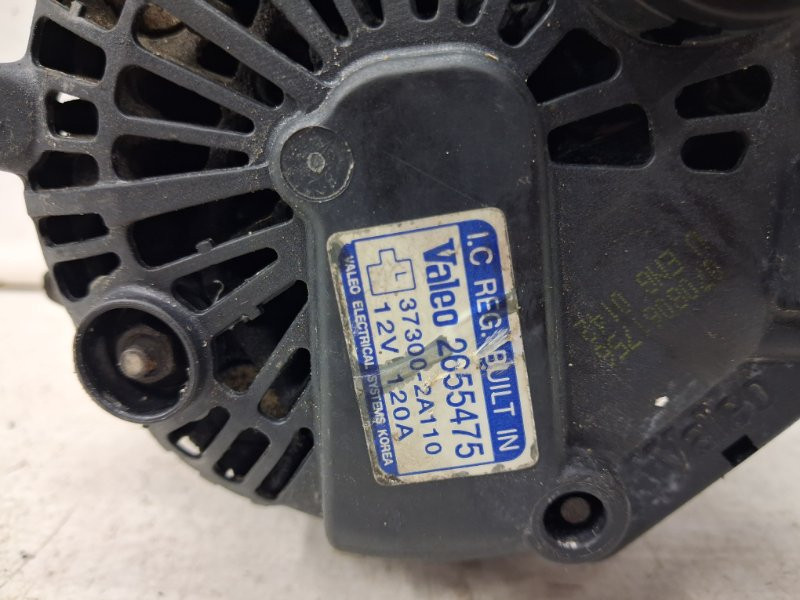 I.C REG. BUILT IN
Valeo 2655475
37300-2A110
12V. 120A
VALEO ELECTRICAL SYSTEMS KOREA